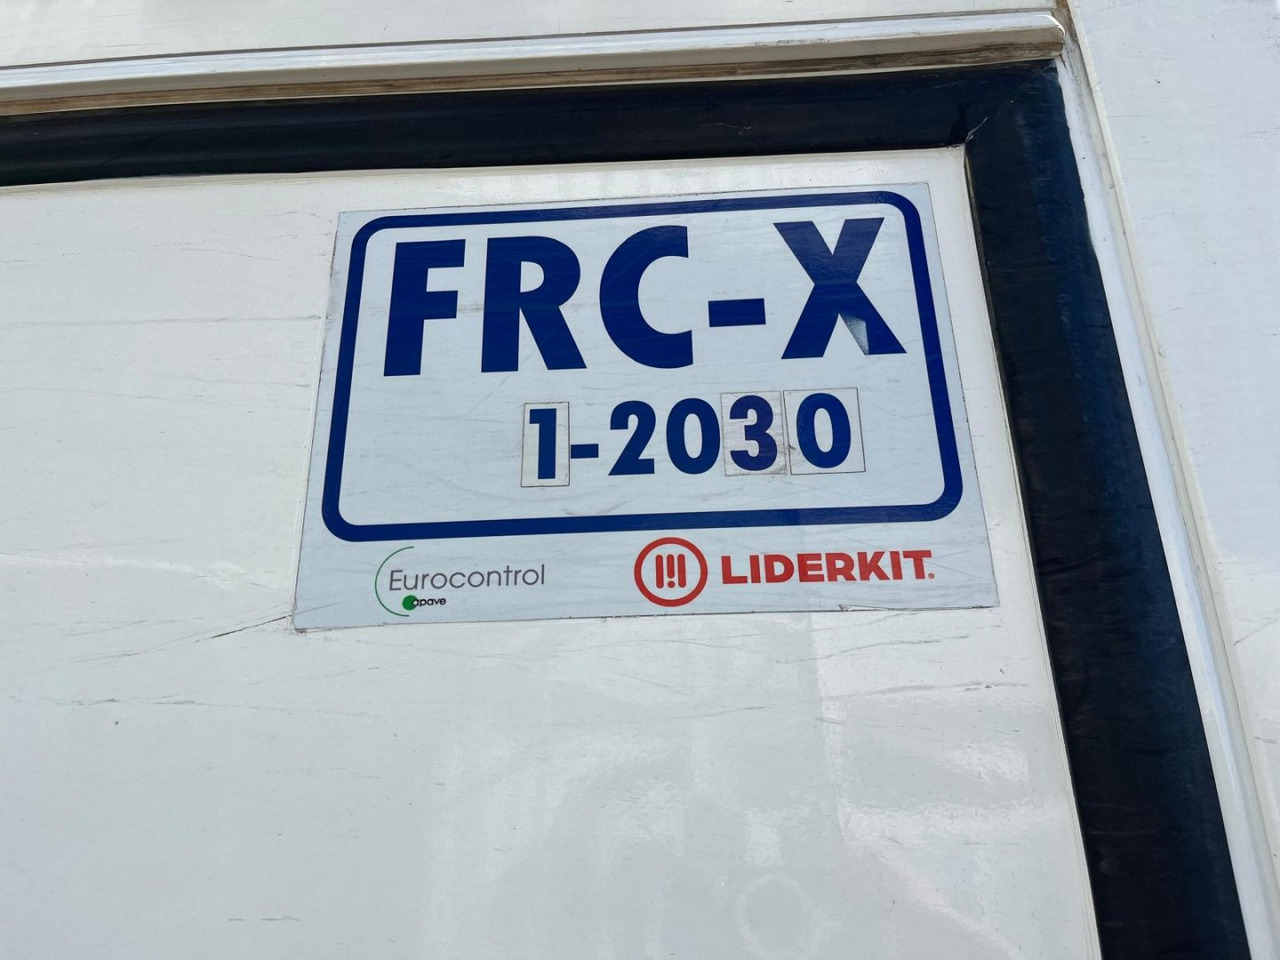 FRC-X
1-2030
Eurocontrol
apave
LIDERKIT®